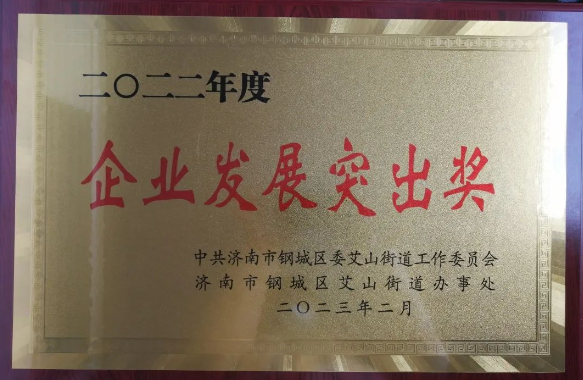 二〇二二年度
企业发展突出奖
中共济南市钢城区委艾山街道工作委员会
济南市钢城区艾山街道办事处
二〇二三年二月